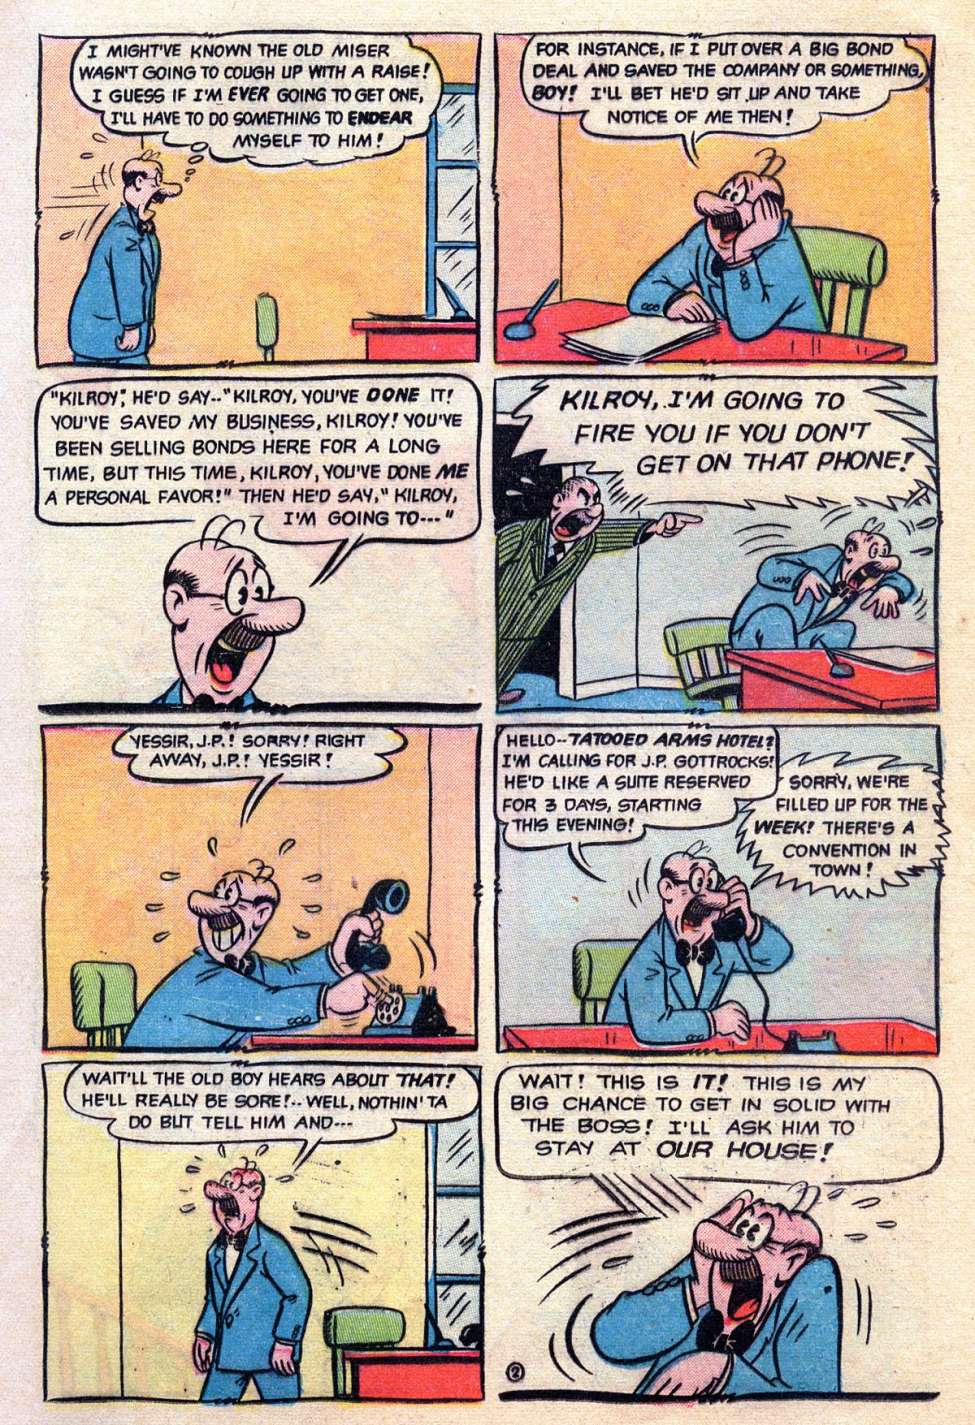 I MIGHT'VE KNOWN THE OLD MISER
WASN'T GOING TO COUGH UP WITH A RAISE!
I GUESS IF I'M EVER GOING TO GET ONE,
I'LL HAVE TO DO SOMETHING TO ENDEAR
MYSELF TO HIM!
FOR INSTANCE, IF I PUT OVER A BIG BOND
DEAL AND SAVED THE COMPANY OR SOMETHING,
BOY! I'LL BET HE'D SIT UP AND TAKE
NOTICE OF ME THEN!
"KILROY," HE'D SAY-- "KILROY, YOU'VE DONE IT!
YOU'VE SAVED MY BUSINESS, KILROY! YOU'VE
BEEN SELLING BONDS HERE FOR A LONG
TIME, BUT THIS TIME, KILROY, YOU'VE DONE ME
A PERSONAL FAVOR!" THEN HE'D SAY, "KILROY,
I'M GOING TO---"
KILROY, I'M GOING TO
FIRE YOU IF YOU DON'T
GET ON THAT PHONE!
YESSIR, J.P.! SORRY! RIGHT
AWAY, J.P.! YESSIR!
HELLO--TATOOED ARMS HOTEL?
I'M CALLING FOR J.P. GOTTROCKS!
HE'D LIKE A SUITE RESERVED
FOR 3 DAYS, STARTING
THIS EVENING!
SORRY, WE'RE
FILLED UP FOR THE
WEEK! THERE'S A
CONVENTION IN
TOWN!
WAIT'LL THE OLD BOY HEARS ABOUT THAT!
HE'LL REALLY BE SORE!-- WELL, NOTHIN' TA
DO BUT TELL HIM AND---
WAIT! THIS IS IT! THIS IS MY
BIG CHANCE TO GET IN SOLID WITH
THE BOSS! I'LL ASK HIM TO
STAY AT OUR HOUSE!
2